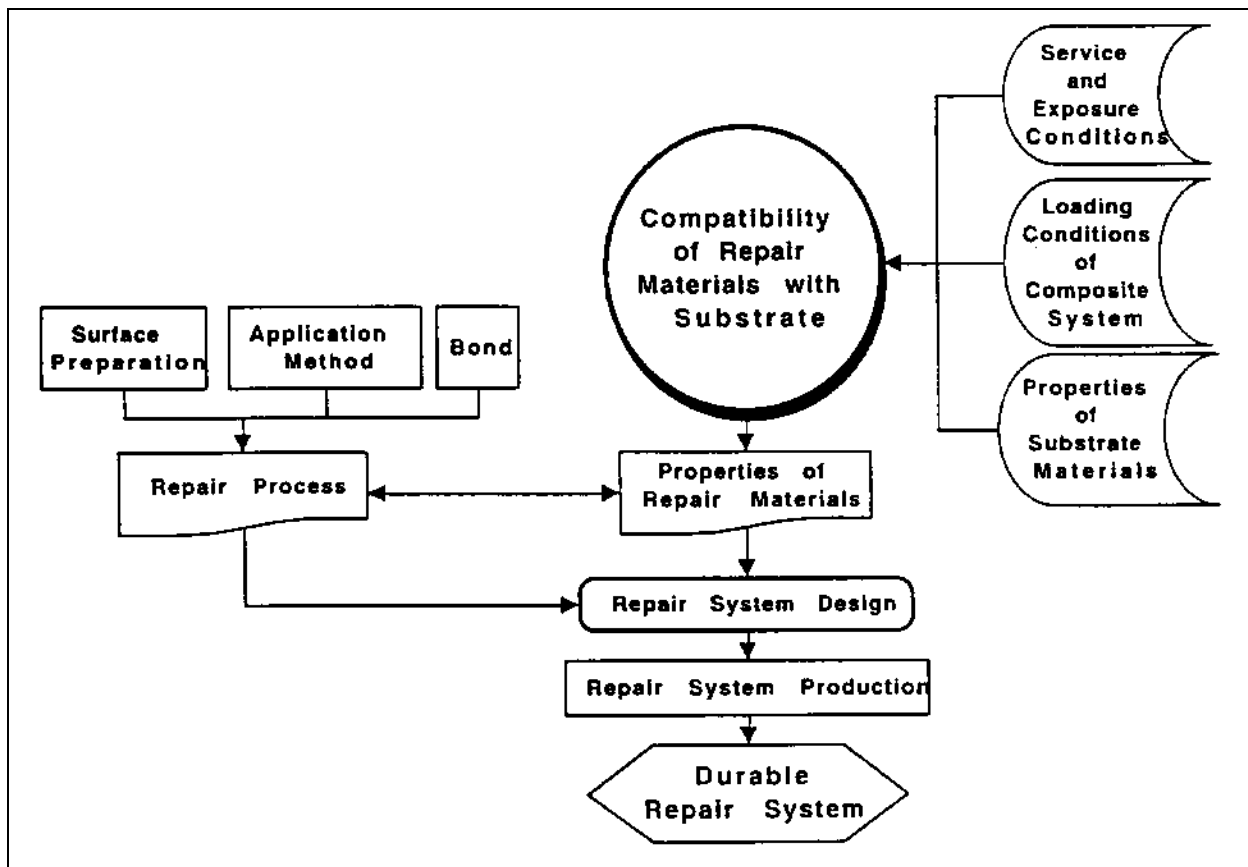 Service
and
Exposure
Conditions
Compatibility
of Repair
Materials with
Substrate
Loading
Conditions
of
Composite
System
Surface
Preparation
Application
Method
Bond
Properties
of
Substrate
Materials
Repair Process
Properties of
Repair Materials
Repair System Design
Repair System Production
Durable
Repair System